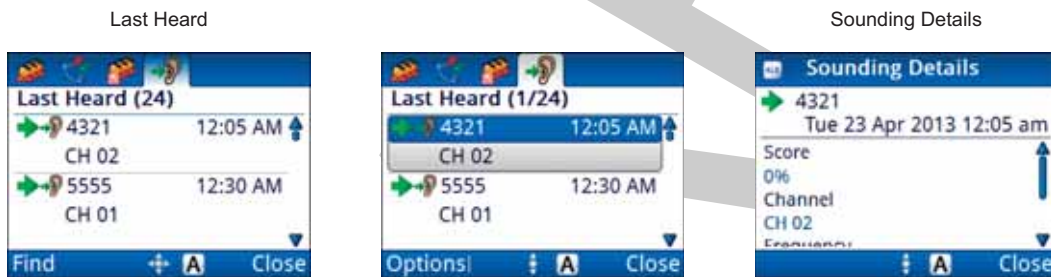 Last Heard
Last Heard (24)
4321 12:05 AM
CH 02
5555 12:30 AM
CH 01
Find A Close
Last Heard (1/24)
4321 12:05 AM
CH 02
5555 12:30 AM
CH 01
Options A Close
Sounding Details
Sounding Details
4321
Tue 23 Apr 2013 12:05 am
Score
0%
Channel
CH 02
Frequency
A Close